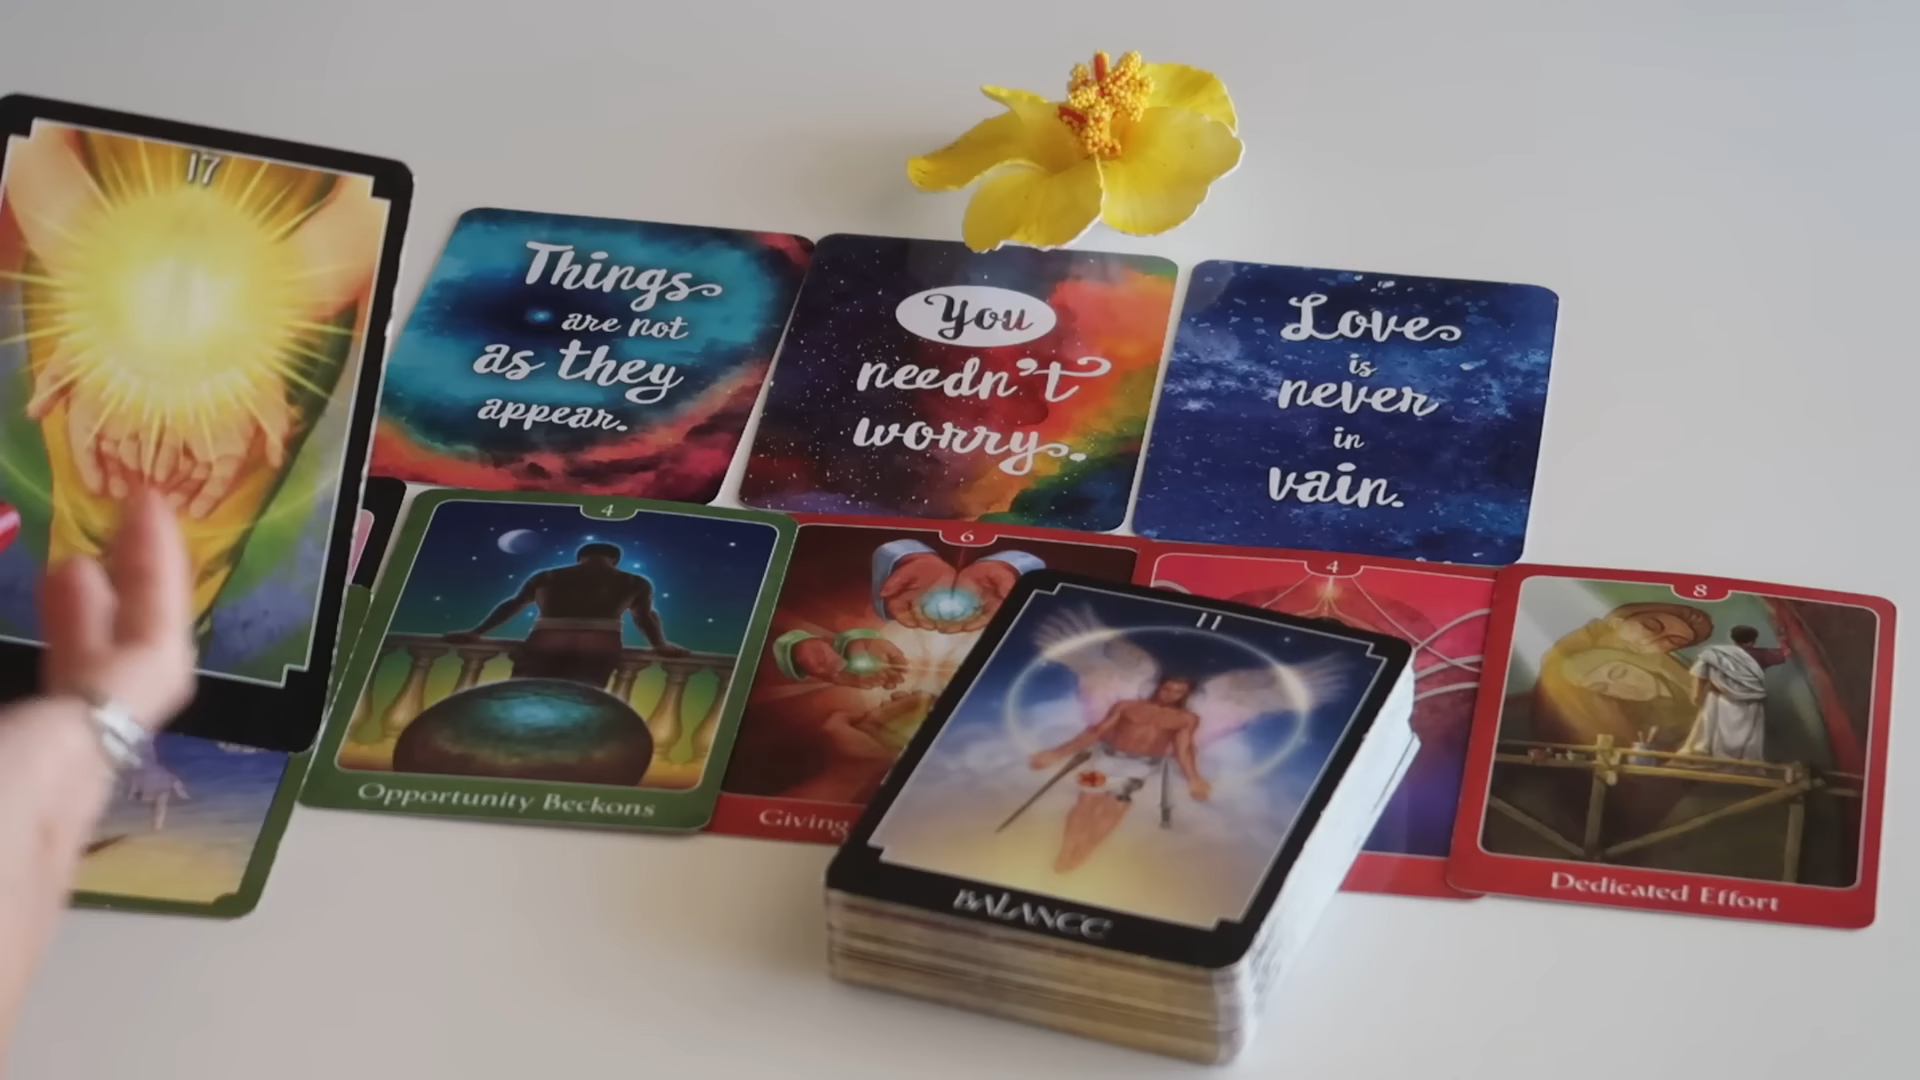 17
Things
are not
as they
appear.
You
needn't
worry.
Love
is
never
in
vain.
4
Opportunity Beckons
6
Giving
11
BALANCE
4
8
Dedicated Effort